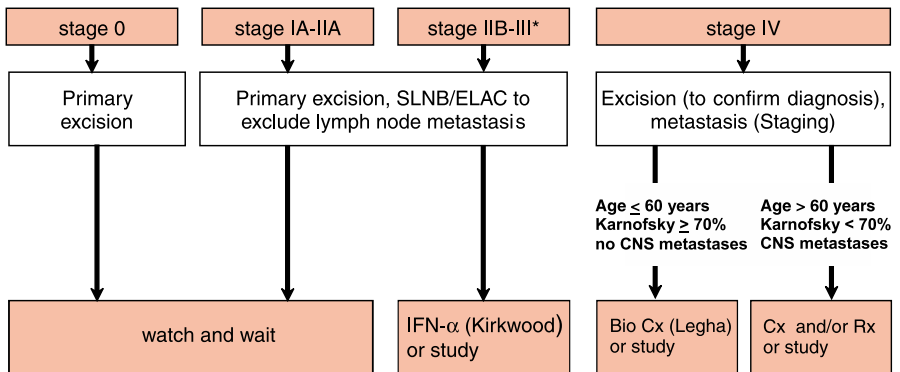 stage 0
stage IA-IIA
stage IIB-III*
stage IV
Primary
excision
Primary excision, SLNB/ELAC to
exclude lymph node metastasis
Excision (to confirm diagnosis),
metastasis (Staging)
Age ≤ 60 years
Karnofsky ≥ 70%
no CNS metastases
Age > 60 years
Karnofsky < 70%
CNS metastases
watch and wait
IFN-α (Kirkwood)
or study
Bio Cx (Legha)
or study
Cx and/or Rx
or study